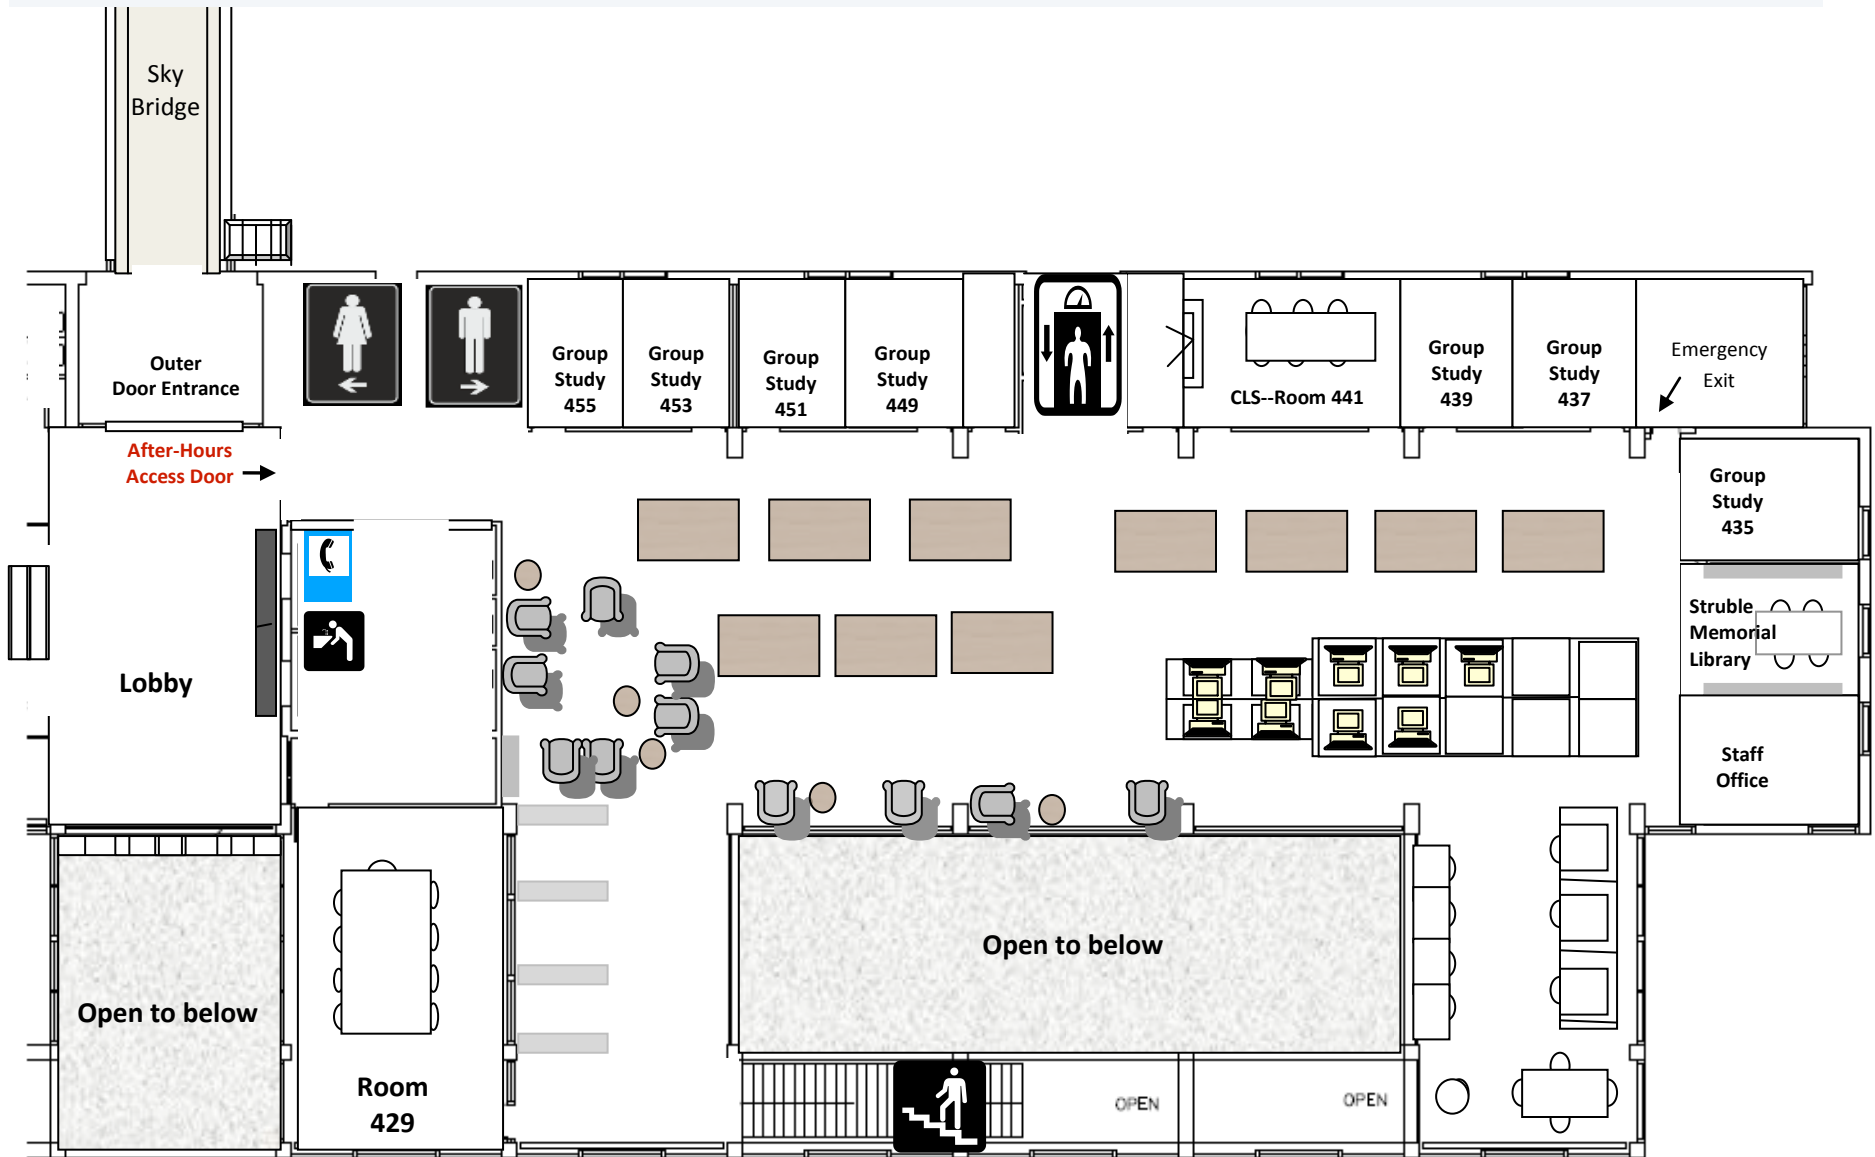 Sky
Bridge
Outer
Door Entrance
After-Hours
Access Door
Lobby
Open to below
Room
429
Group
Study
455
Group
Study
453
Group
Study
451
Group
Study
449
CLS--Room 441
Group
Study
439
Group
Study
437
Emergency
Exit
Group
Study
435
Struble
Memorial
Library
Staff
Office
Open to below
OPEN
OPEN